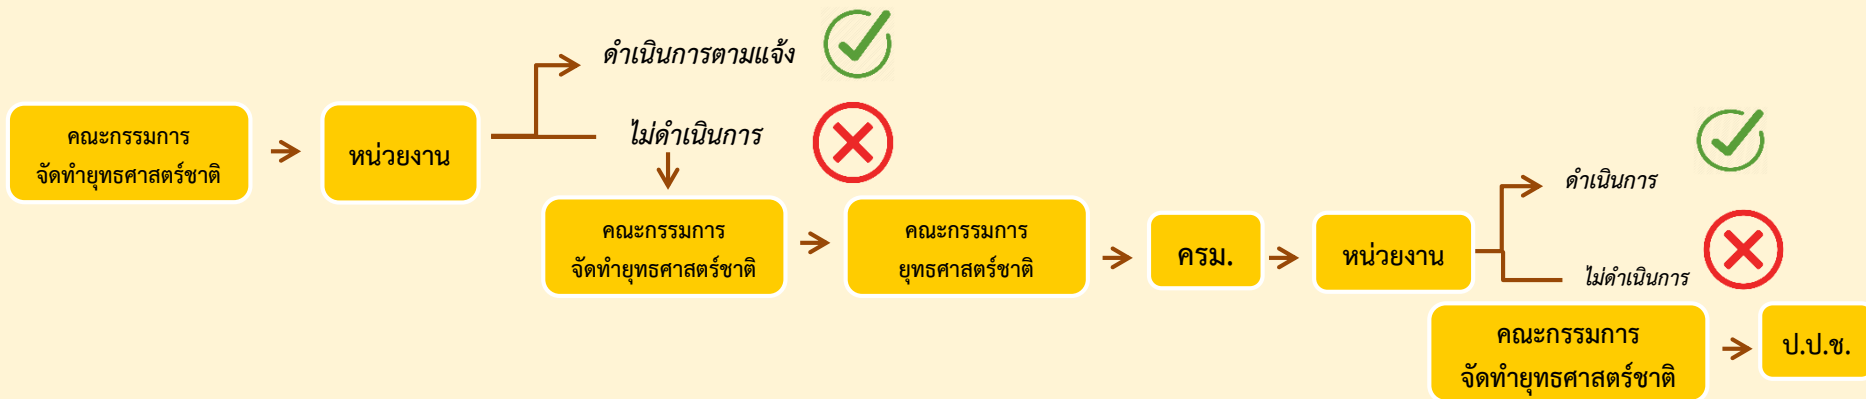 ดำเนินการตามแจ้ง
คณะกรรมการ
จัดทำยุทธศาสตร์ชาติ
หน่วยงาน
ไม่ดำเนินการ
คณะกรรมการ
จัดทำยุทธศาสตร์ชาติ
คณะกรรมการ
ยุทธศาสตร์ชาติ
ครม.
หน่วยงาน
ดำเนินการ
ไม่ดำเนินการ
คณะกรรมการ
จัดทำยุทธศาสตร์ชาติ
ป.ป.ช.